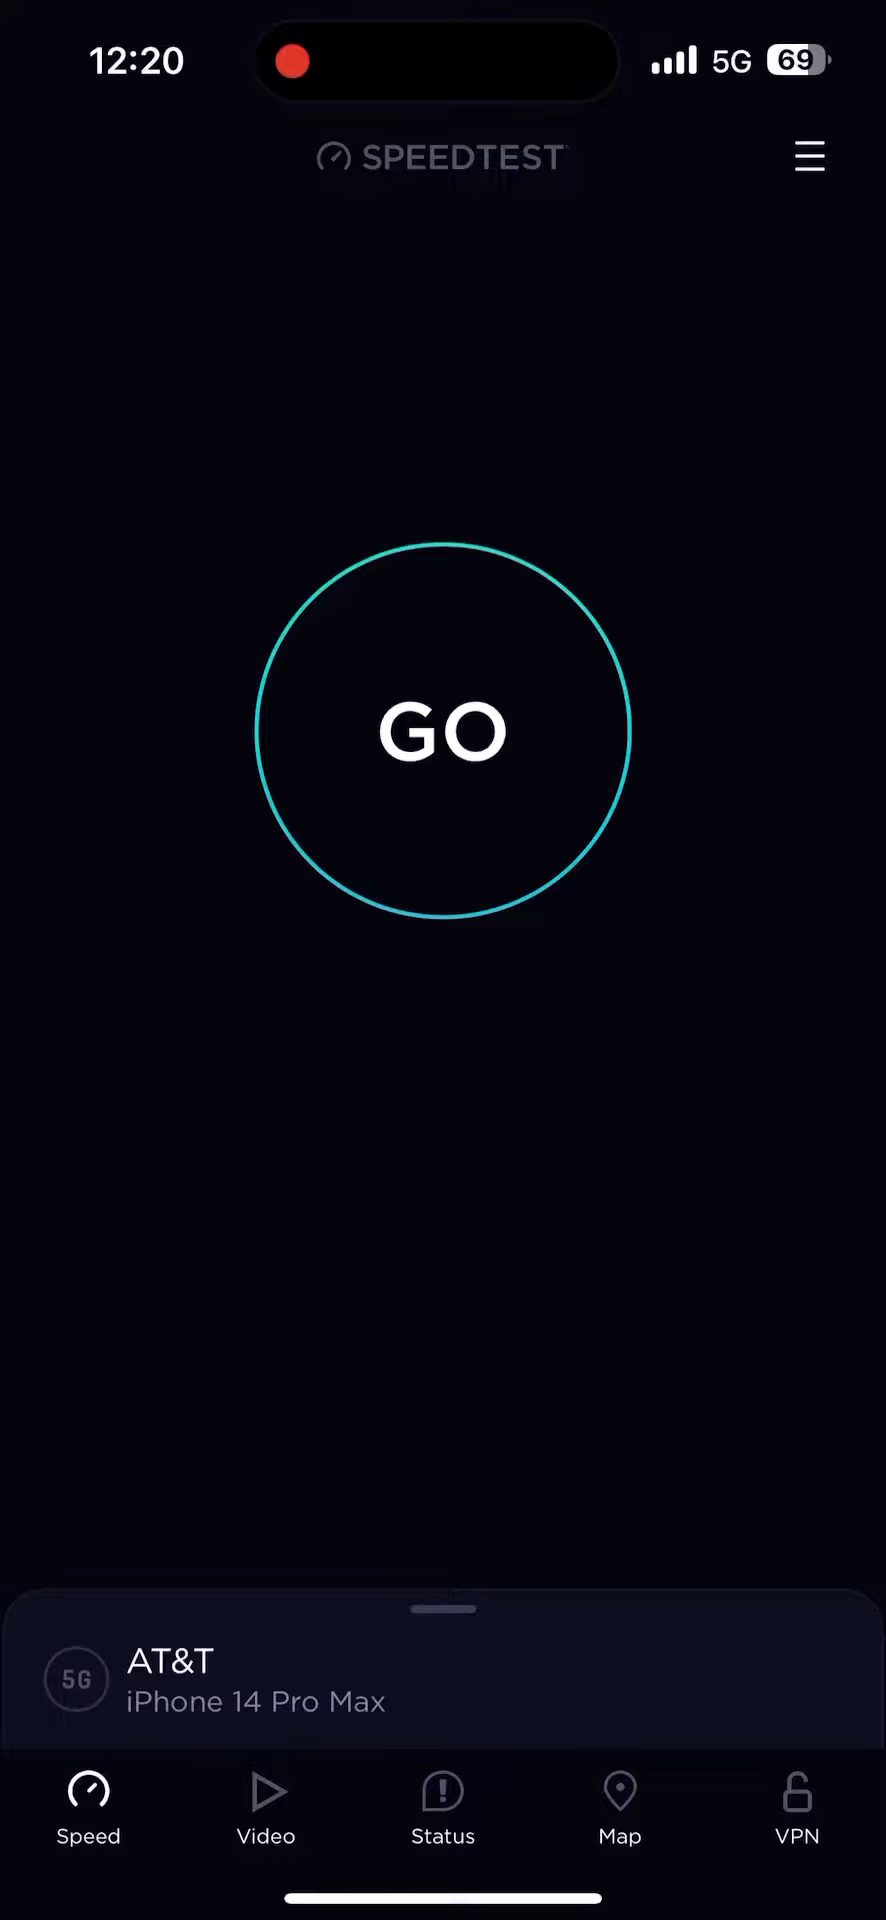 12:20
5G
69
SPEEDTEST
GO
5G
AT&T
iPhone 14 Pro Max
Speed
Video
Status
Map
VPN